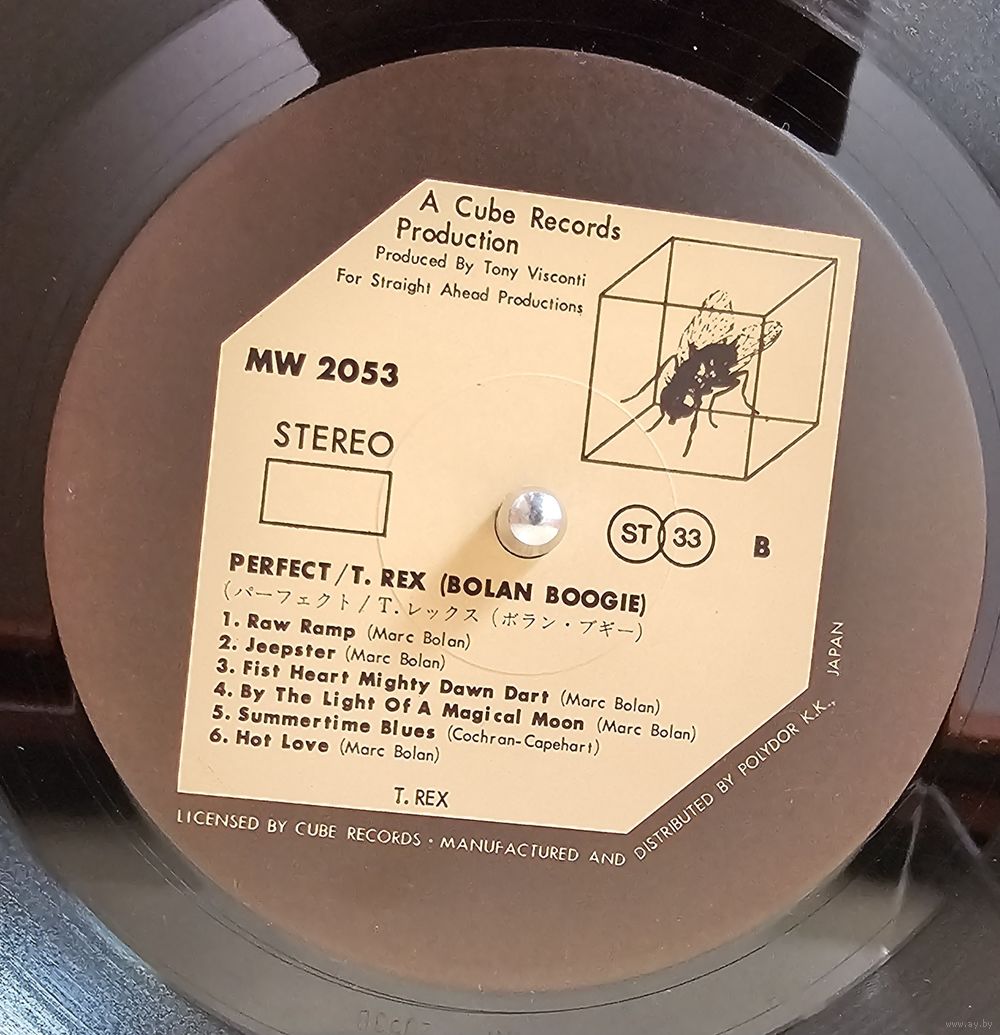 A Cube Records
Production
Produced By Tony Visconti
For Straight Ahead Productions
MW 2053
STEREO
ST 33
B
PERFECT/T. REX (BOLAN BOOGIE)
(パーフェクト/T. レックス (ボラン・ブギー)
1. Raw Ramp (Marc Bolan)
2. Jeepster (Marc Bolan)
3. Fist Heart Mighty Dawn Dart (Marc Bolan)
4. By The Light Of A Magical Moon (Marc Bolan)
5. Summertime Blues (Cochran-Capehart)
6. Hot Love (Marc Bolan)
T. REX
LICENSED BY CUBE RECORDS · MANUFACTURED AND DISTRIBUTED BY POLYDOR K.K., JAPAN
www.ay.by